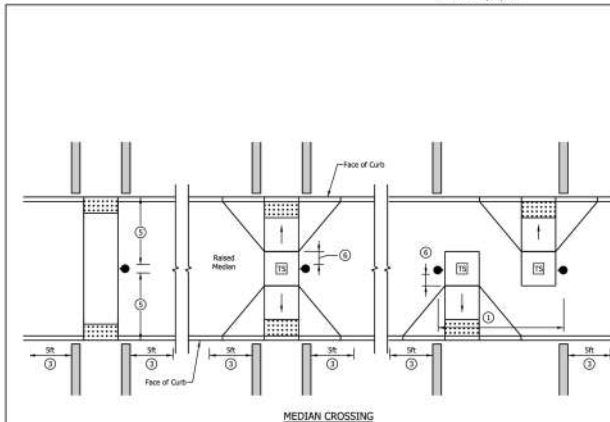 Face of Curb
5
6
Raised
Median
TS
TS
TS
6
5
1
5ft
5ft
5ft
5ft
5ft
5ft
3
3
3
3
3
3
Face of Curb
MEDIAN CROSSING